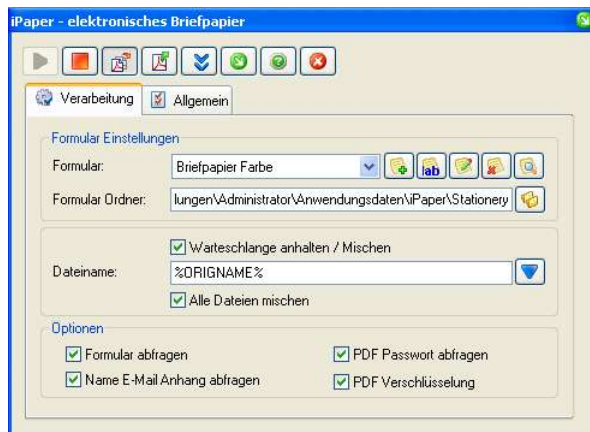 iPaper - elektronisches Briefpapier
Verarbeitung
Allgemein
Formular Einstellungen
Formular:
Briefpapier Farbe
ab
Formular Ordner:
lungen\Administrator\Anwendungsdaten\iPaper\Stationery
Warteschlange anhalten / Mischen
Dateiname:
%ORIGNAME%
Alle Dateien mischen
Optionen
Formular abfragen
PDF Passwort abfragen
Name E-Mail Anhang abfragen
PDF Verschlüsselung